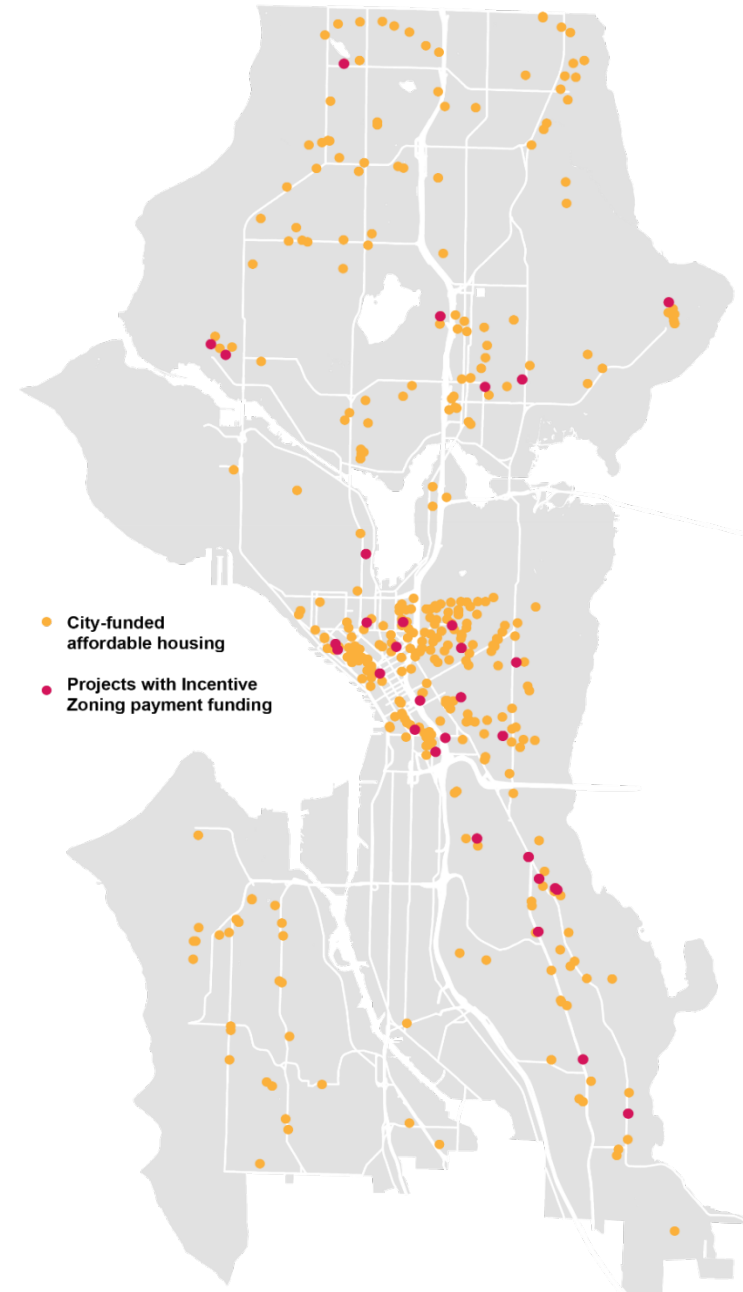 City-funded
affordable housing
Projects with Incentive
Zoning payment funding